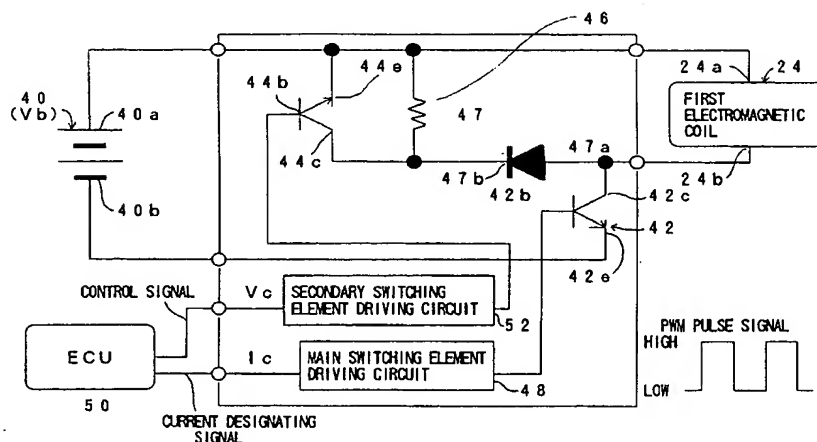 46
44e
24a
24
44b
40
(Vb)
40a
47
FIRST
ELECTROMAGNETIC
COIL
47a
44c
47b
42b
24b
42c
40b
42
42e
CONTROL SIGNAL
Vc
SECONDARY SWITCHING
ELEMENT DRIVING CIRCUIT
52
PWM PULSE SIGNAL
HIGH
ECU
Ic
MAIN SWITCHING ELEMENT
DRIVING CIRCUIT
LOW
48
50
CURRENT DESIGNATING
SIGNAL